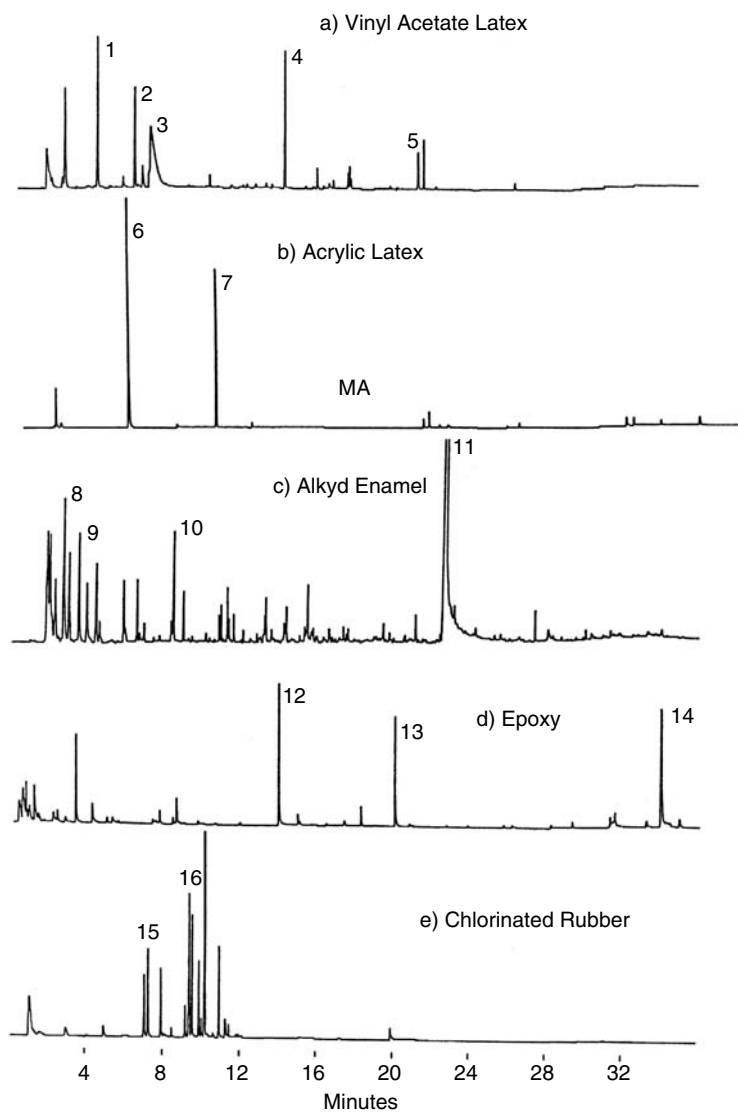 a) Vinyl Acetate Latex
1
4
2
3
5
6
b) Acrylic Latex
7
MA
11
c) Alkyd Enamel
8
9
10
12
d) Epoxy
14
13
16
e) Chlorinated Rubber
15
4 8 12 16 20 24 28 32
Minutes